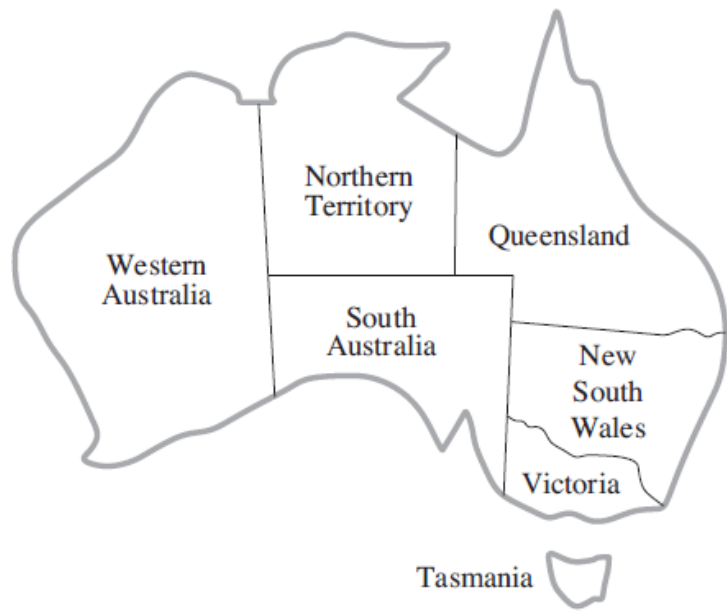 Northern
Territory
Queensland
Western
Australia
South
Australia
New
South
Wales
Victoria
Tasmania